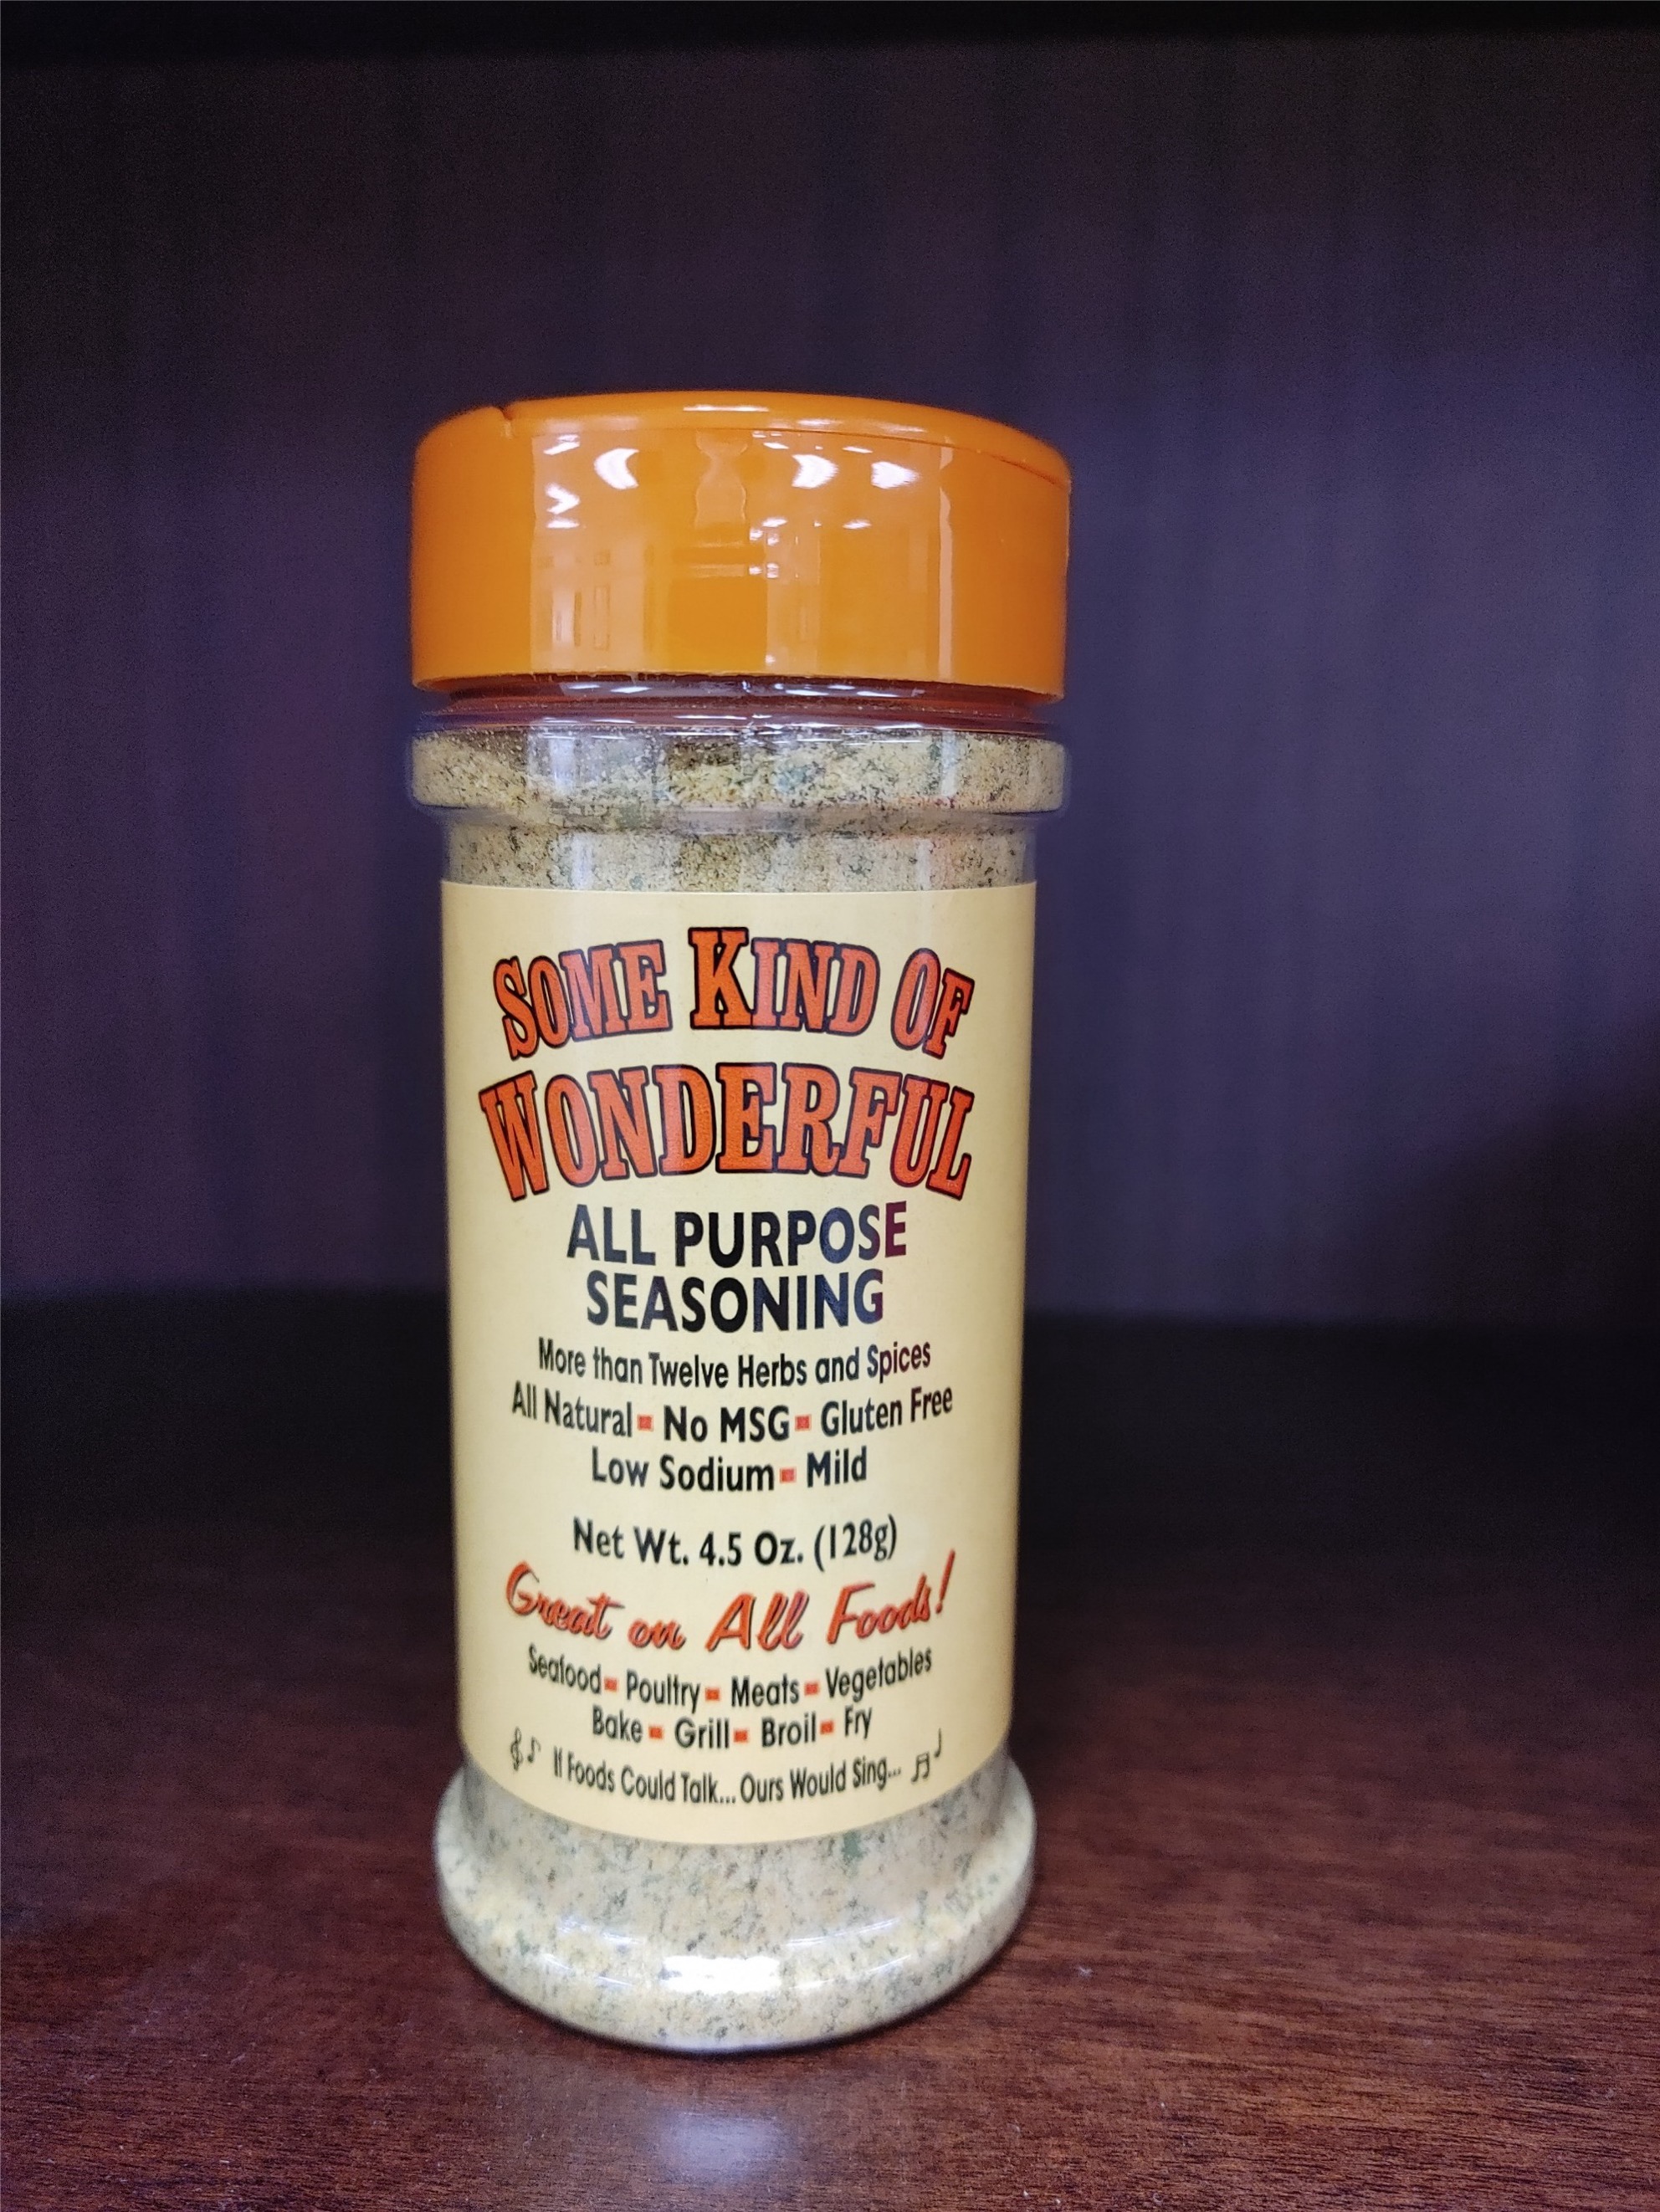 SOME KIND OF
WONDERFUL
ALL PURPOSE
SEASONING
More than Twelve Herbs and Spices
All Natural ▪ No MSG ▪ Gluten Free
Low Sodium ▪ Mild
Net Wt. 4.5 Oz. (128g)
Great on All Foods!
Seafood ▪ Poultry ▪ Meats ▪ Vegetables
Bake ▪ Grill ▪ Broil ▪ Fry
If Foods Could Talk... Ours Would Sing...